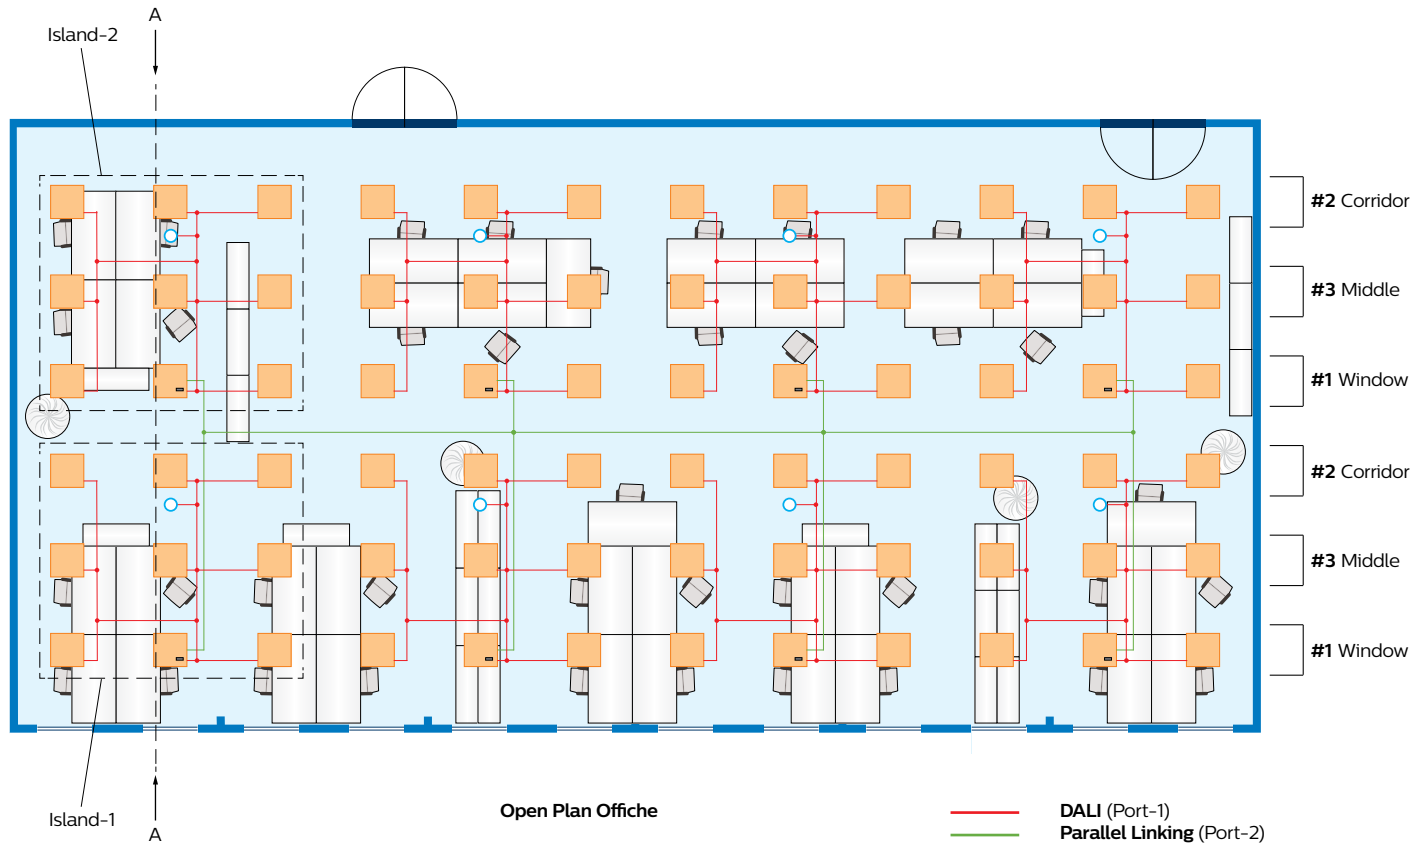 A
Island-2
#2 Corridor
#3 Middle
#1 Window
#2 Corridor
#3 Middle
#1 Window
Island-1
A
Open Plan Offiche
DALI (Port-1)
Parallel Linking (Port-2)